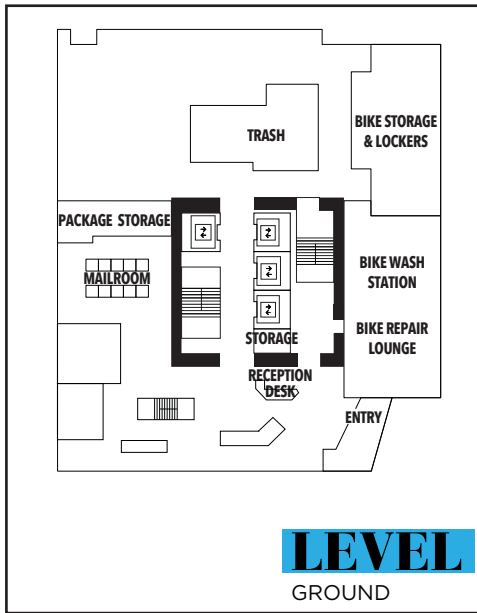 TRASH
BIKE STORAGE
& LOCKERS
PACKAGE STORAGE
MAILROOM
BIKE WASH
STATION
BIKE REPAIR
LOUNGE
STORAGE
RECEPTION
DESK
ENTRY
LEVEL
GROUND